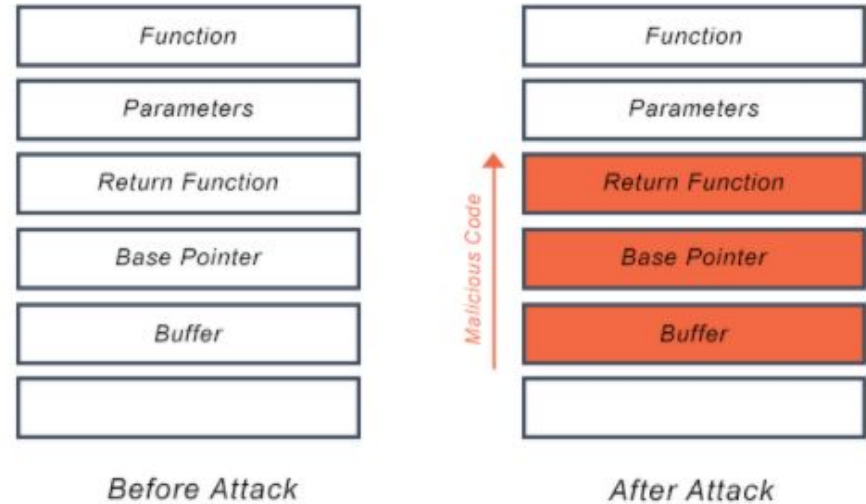 Function
Parameters
Return Function
Base Pointer
Buffer
Before Attack
Malicious Code
Function
Parameters
Return Function
Base Pointer
Buffer
After Attack